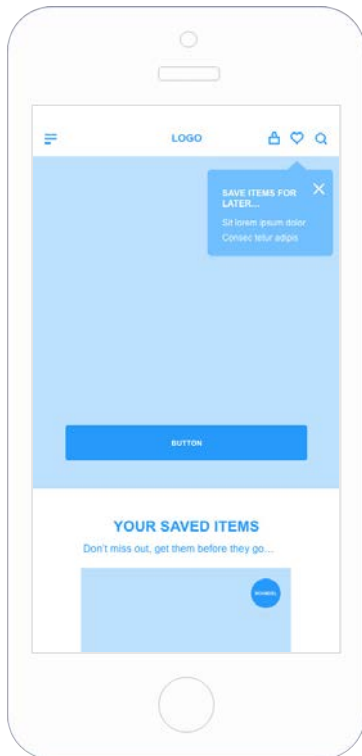 LOGO
SAVE ITEMS FOR
LATER...
Sit lorem ipsum dolor
Consec tetur adipis
BUTTON
YOUR SAVED ITEMS
Don't miss out, get them before they go...